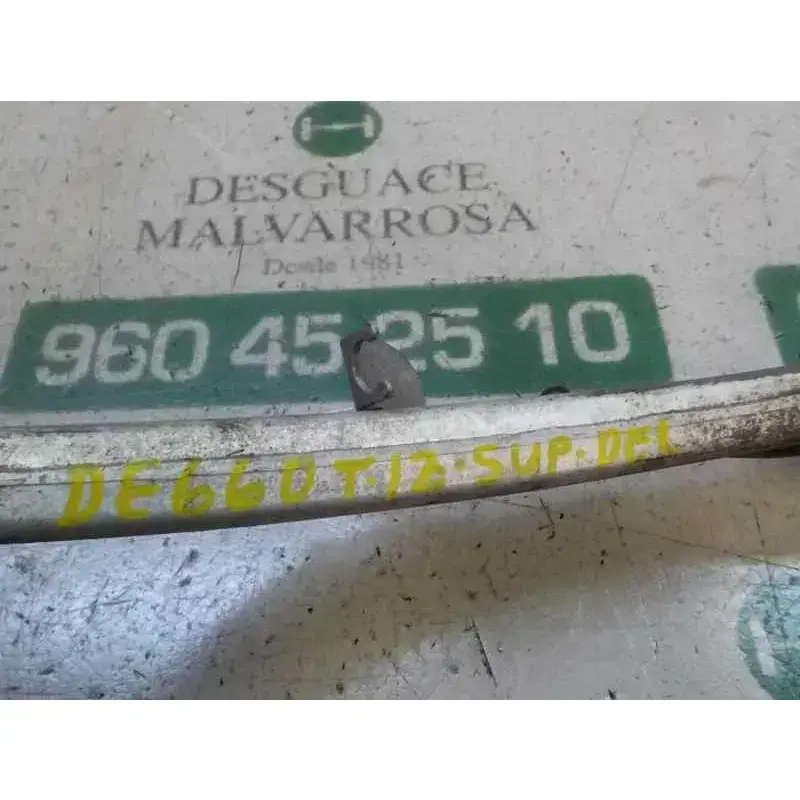 DESGUACE
MALVARROSA
Desde 1981
960 45 25 10
DE660T·12·SUP·DEL